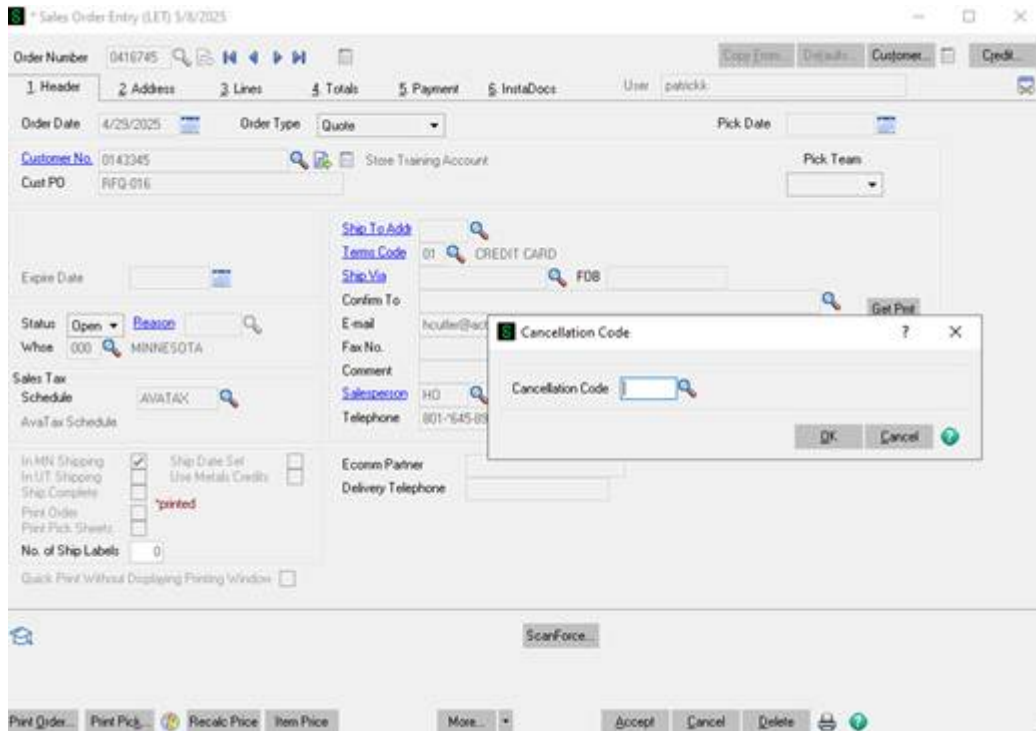 * Sales Order Entry (LET) 5/8/2025
Order Number 0416745 Copy From... Defaults... Customer... Credit...
1. Header 2. Address 3. Lines 4. Totals 5. Payment 6. InstaDocs User patrickk
Order Date 4/29/2025 Order Type Quote Pick Date
Customer No. 0143345 Store Training Account Pick Team
Cust PO RFQ-016
Ship To Addr
Terms Code 01 CREDIT CARD
Expire Date Ship Via FOB
Confirm To
Get Pmt
Status Open Reason E-mail
Whse 000 MINNESOTA Fax No.
Sales Tax Comment
Schedule AVATAX Salesperson HO
AvaTax Schedule Telephone
Cancellation Code ? ×
Cancellation Code
OK Cancel
In MN Shipping Ship Date Set Ecomm Partner
In UT Shipping Use Metals Credits
Ship Complete Delivery Telephone
*printed
Print Order
Print Pick Sheets
No. of Ship Labels 0
Quick Print Without Displaying Printing Window
ScanForce...
Print Order... Print Pick... Recalc Price Item Price More... Accept Cancel Delete